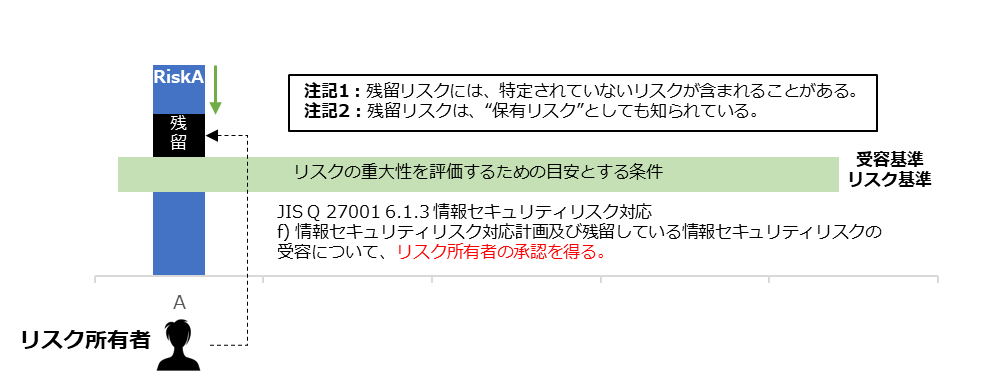 RiskA
残
留
注記1：残留リスクには、特定されていないリスクが含まれることがある。
注記2：残留リスクは、“保有リスク”としても知られている。
リスクの重大性を評価するための目安とする条件
受容基準
リスク基準
JIS Q 27001 6.1.3 情報セキュリティリスク対応
f) 情報セキュリティリスク対応計画及び残留している情報セキュリティリスクの
受容について、リスク所有者の承認を得る。
A
リスク所有者